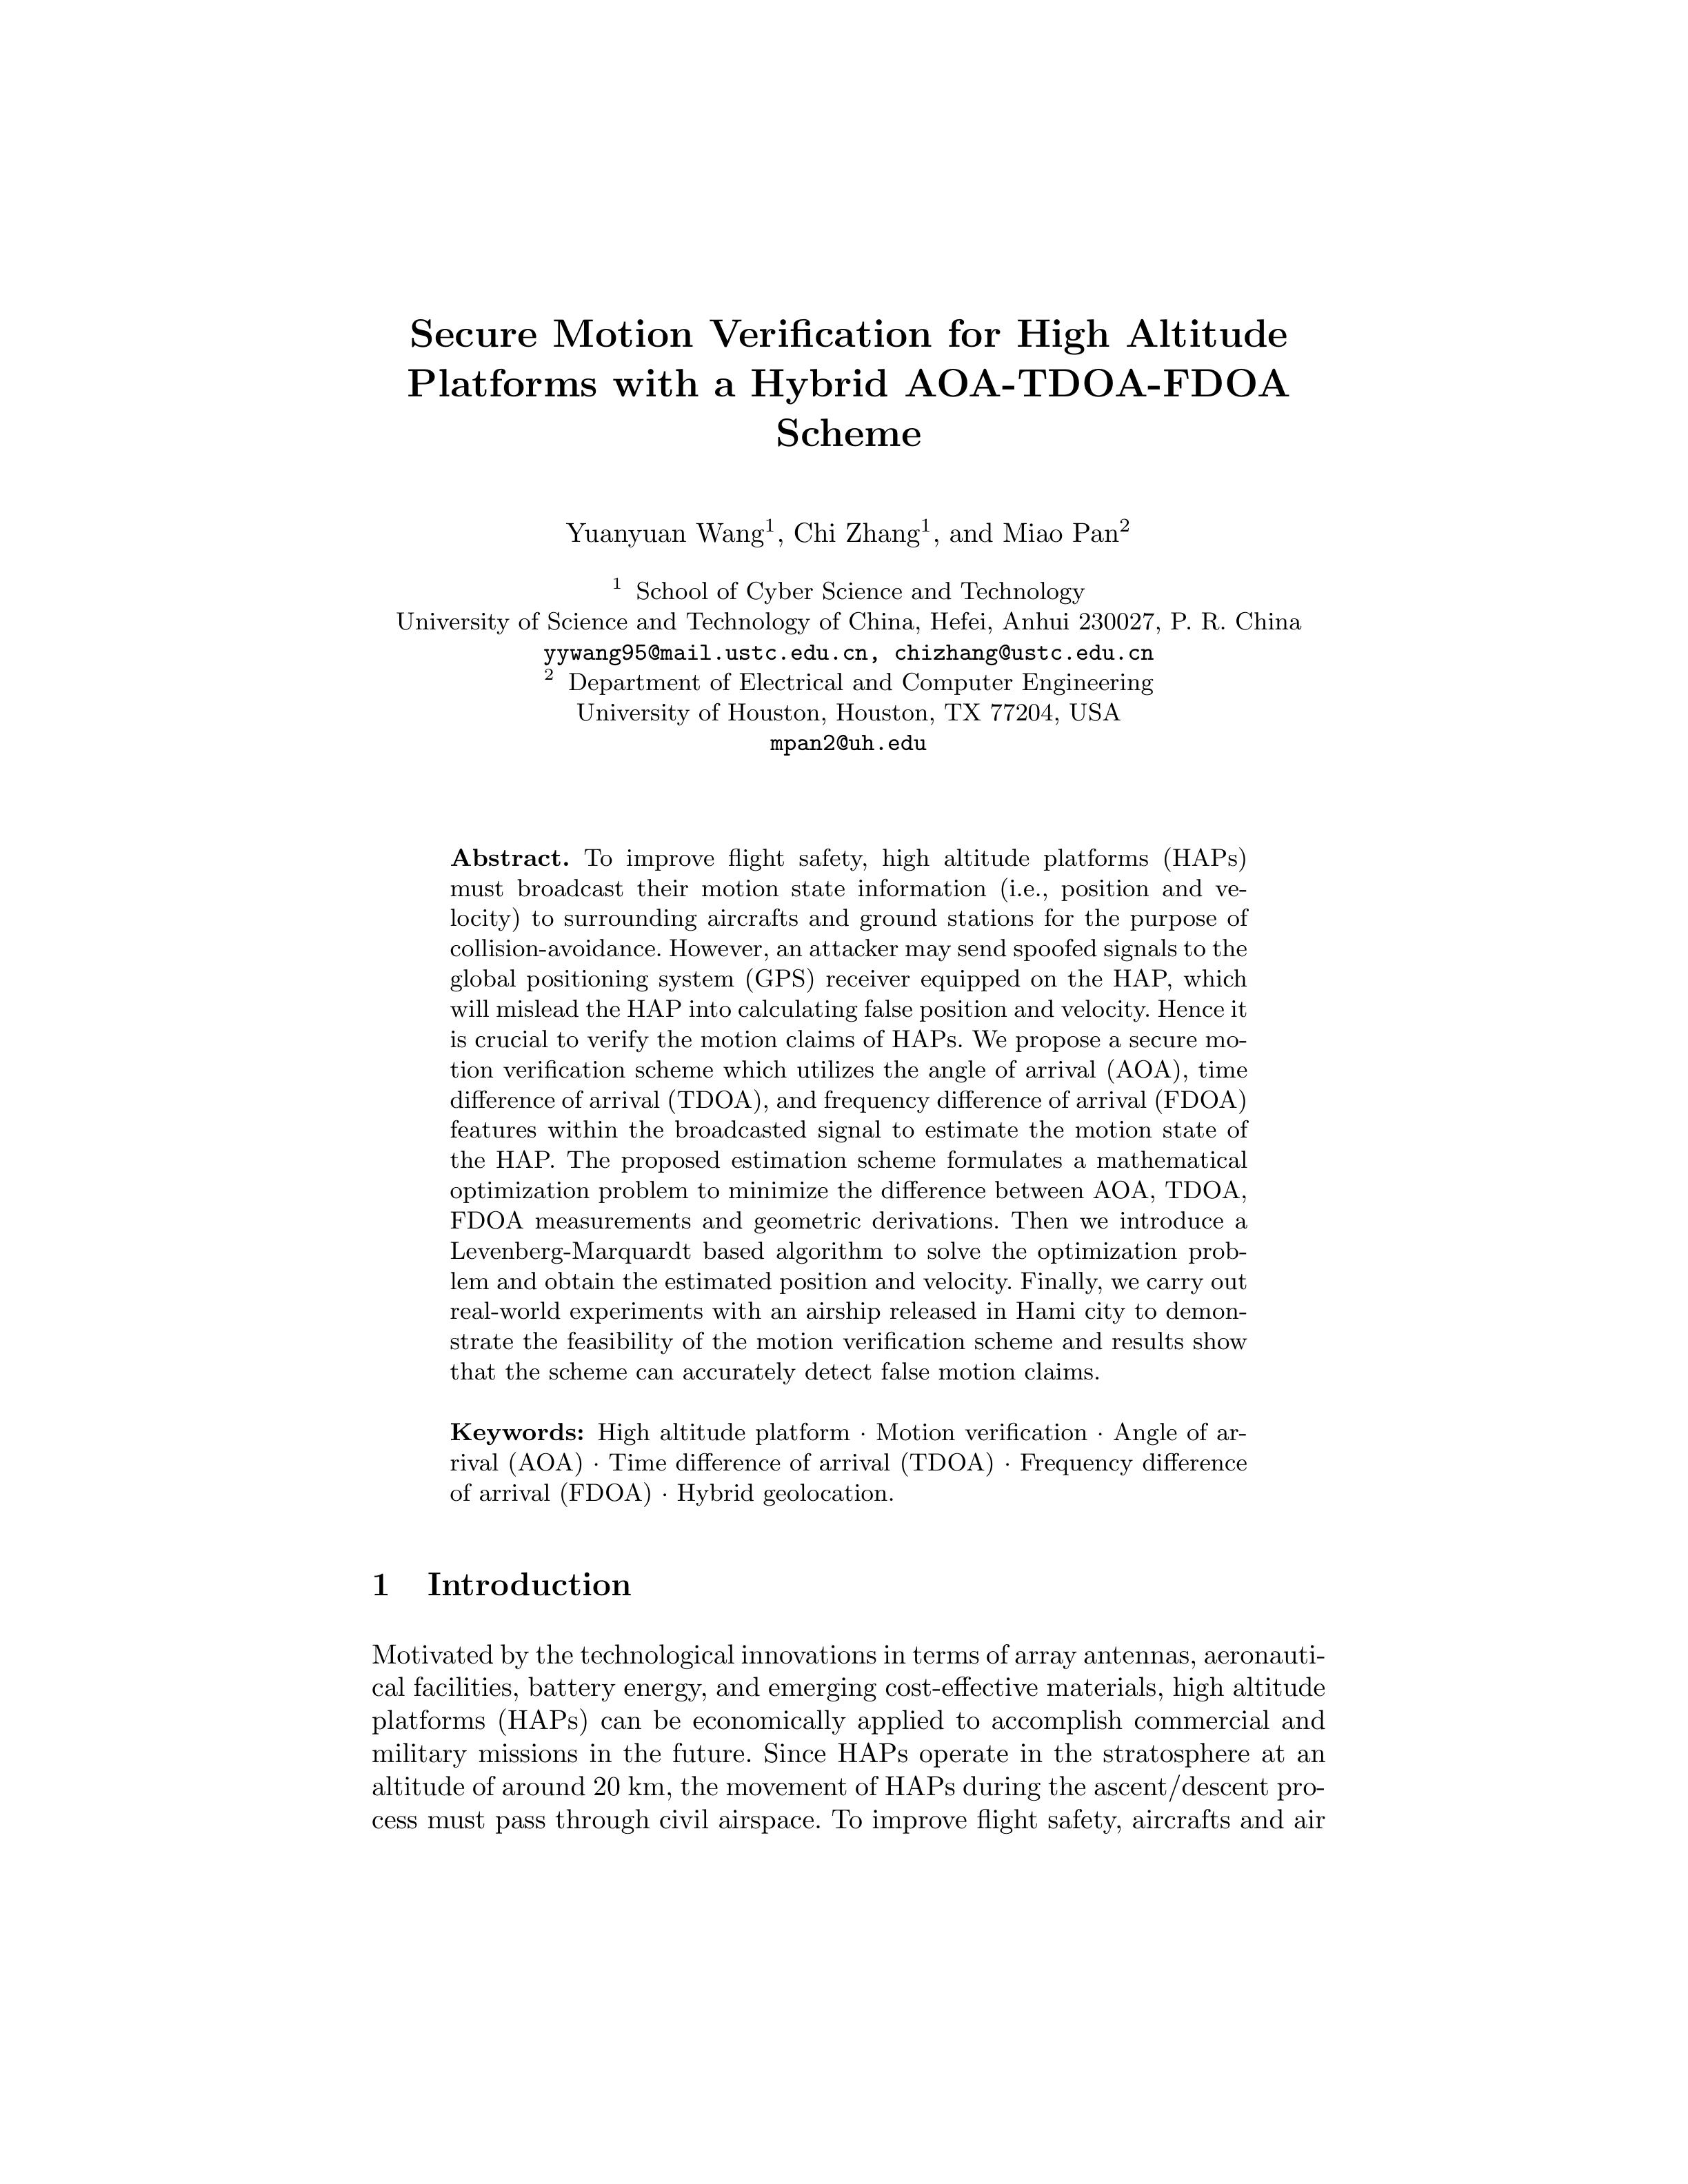 Secure Motion Verification for High Altitude
Platforms with a Hybrid AOA-TDOA-FDOA
Scheme
Yuanyuan Wang1, Chi Zhang1, and Miao Pan2
1 School of Cyber Science and Technology
University of Science and Technology of China, Hefei, Anhui 230027, P. R. China
yywang95@mail.ustc.edu.cn, chizhang@ustc.edu.cn
2 Department of Electrical and Computer Engineering
University of Houston, Houston, TX 77204, USA
mpan2@uh.edu
Abstract. To improve flight safety, high altitude platforms (HAPs)
must broadcast their motion state information (i.e., position and ve-
locity) to surrounding aircrafts and ground stations for the purpose of
collision-avoidance. However, an attacker may send spoofed signals to the
global positioning system (GPS) receiver equipped on the HAP, which
will mislead the HAP into calculating false position and velocity. Hence it
is crucial to verify the motion claims of HAPs. We propose a secure mo-
tion verification scheme which utilizes the angle of arrival (AOA), time
difference of arrival (TDOA), and frequency difference of arrival (FDOA)
features within the broadcasted signal to estimate the motion state of
the HAP. The proposed estimation scheme formulates a mathematical
optimization problem to minimize the difference between AOA, TDOA,
FDOA measurements and geometric derivations. Then we introduce a
Levenberg-Marquardt based algorithm to solve the optimization prob-
lem and obtain the estimated position and velocity. Finally, we carry out
real-world experiments with an airship released in Hami city to demon-
strate the feasibility of the motion verification scheme and results show
that the scheme can accurately detect false motion claims.
Keywords: High altitude platform · Motion verification · Angle of ar-
rival (AOA) · Time difference of arrival (TDOA) · Frequency difference
of arrival (FDOA) · Hybrid geolocation.
1 Introduction
Motivated by the technological innovations in terms of array antennas, aeronauti-
cal facilities, battery energy, and emerging cost-effective materials, high altitude
platforms (HAPs) can be economically applied to accomplish commercial and
military missions in the future. Since HAPs operate in the stratosphere at an
altitude of around 20 km, the movement of HAPs during the ascent/descent pro-
cess must pass through civil airspace. To improve flight safety, aircrafts and air